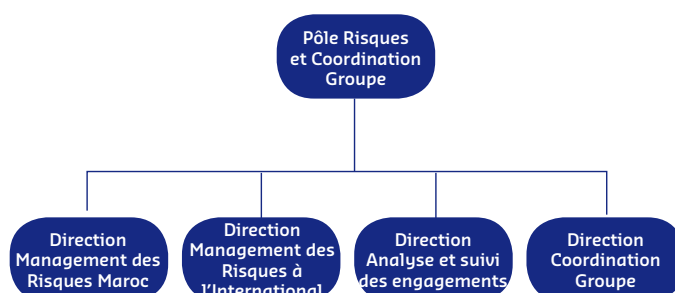 Pôle Risques
et Coordination
Groupe
Direction
Management des
Risques Maroc
Direction
Management des
Risques à
l'International
Direction
Analyse et suivi
des engagements
Direction
Coordination
Groupe